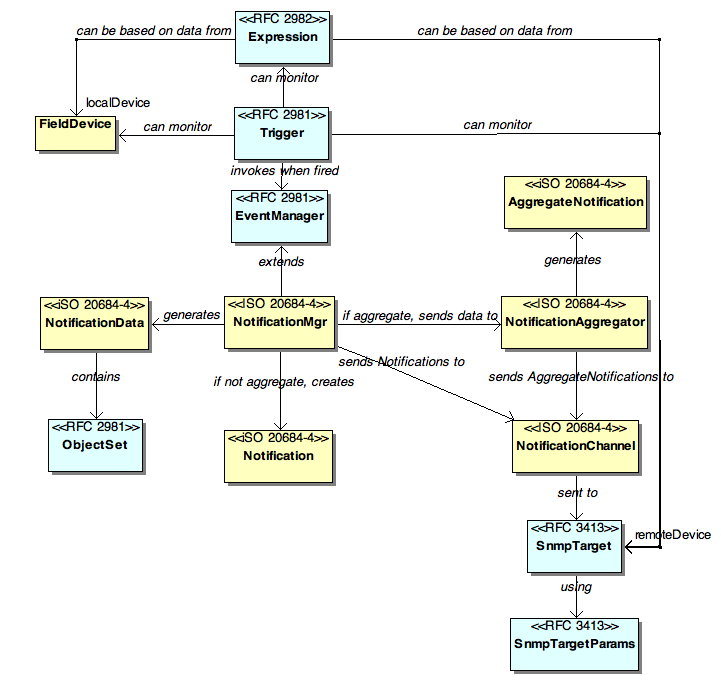 <<RFC 2982>>
Expression
can be based on data from
can be based on data from
can monitor
localDevice
FieldDevice
can monitor
<<RFC 2981>>
Trigger
can monitor
invokes when fired
<<RFC 2981>>
EventManager
<<ISO 20684-4>>
AggregateNotification
extends
generates
<<ISO 20684-4>>
NotificationData
generates
<<ISO 20684-4>>
NotificationMgr
if aggregate, sends data to
<<ISO 20684-4>>
NotificationAggregator
contains
if not aggregate, creates
sends Notifications to
sends AggregateNotifications to
<<RFC 2981>>
ObjectSet
<<ISO 20684-4>>
Notification
<<ISO 20684-4>>
NotificationChannel
sent to
<<RFC 3413>>
SnmpTarget
remoteDevice
using
<<RFC 3413>>
SnmpTargetParams